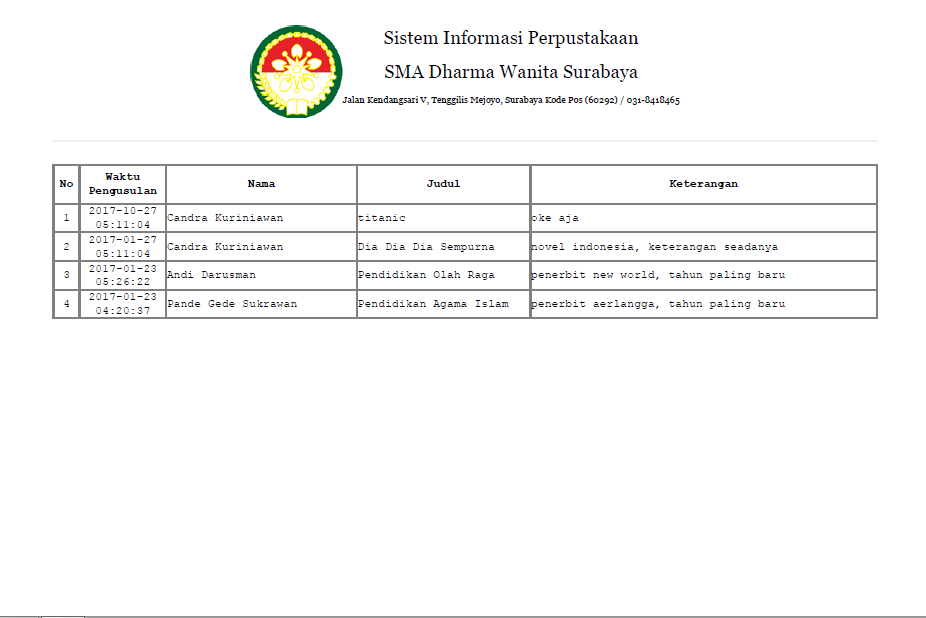 Sistem Informasi Perpustakaan
SMA Dharma Wanita Surabaya
Jalan Kendangsari V, Tenggilis Mejoyo, Surabaya Kode Pos (60292) / 031-8418465
No Waktu Pengusulan Nama Judul Keterangan
1 2017-10-27 05:11:04 Candra Kuriniawan titanic oke aja
2 2017-01-27 05:11:04 Candra Kuriniawan Dia Dia Dia Sempurna novel indonesia, keterangan seadanya
3 2017-01-23 05:26:22 Andi Darusman Pendidikan Olah Raga penerbit new world, tahun paling baru
4 2017-01-23 04:20:37 Pande Gede Sukrawan Pendidikan Agama Islam penerbit aerlangga, tahun paling baru